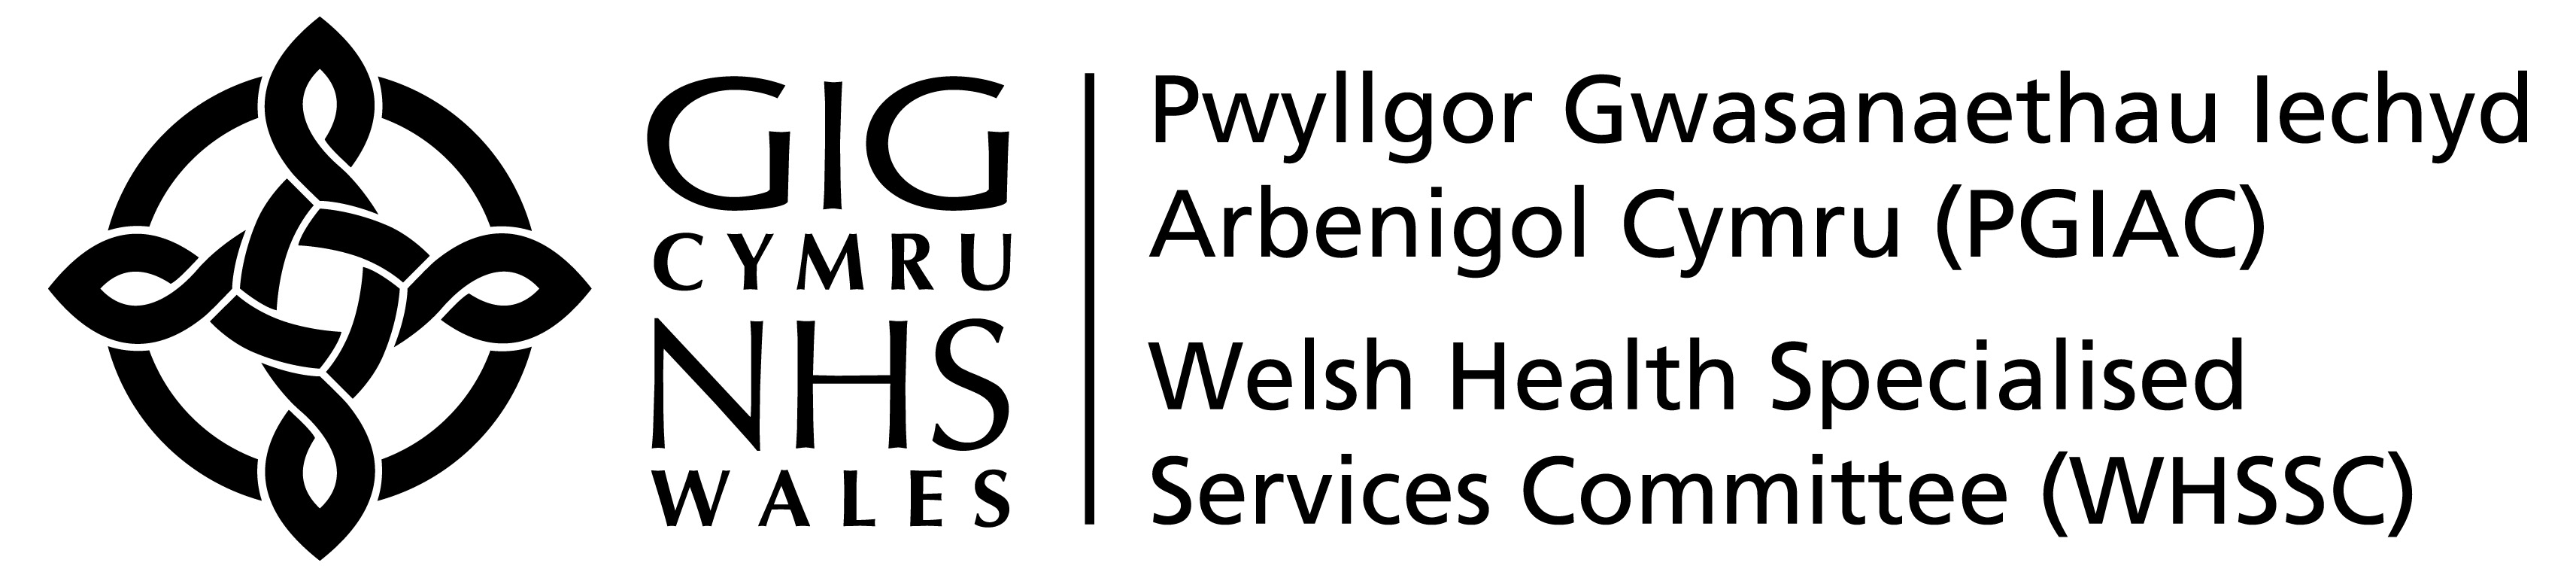 GIG
CYMRU
NHS
WALES
Pwyllgor Gwasanaethau Iechyd
Arbenigol Cymru (PGIAC)
Welsh Health Specialised
Services Committee (WHSSC)